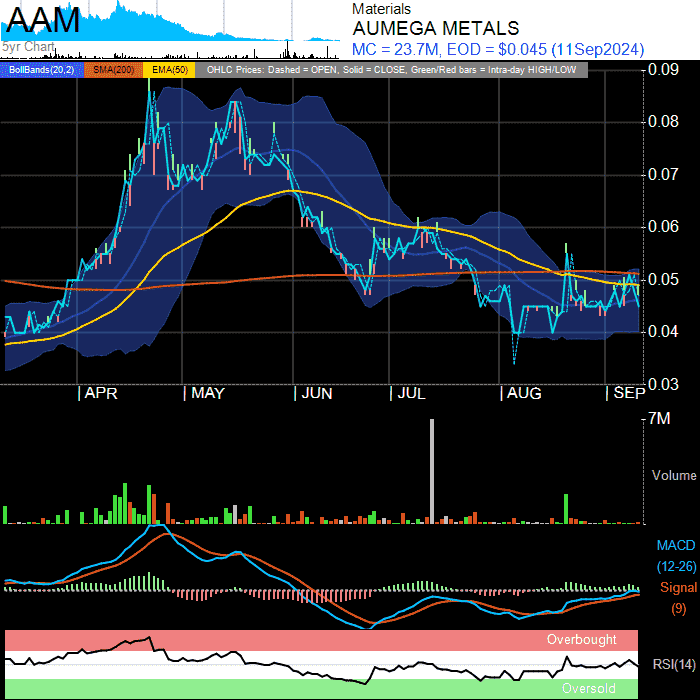 AAM
5yr Chart
Materials
AUMEGA METALS
MC = 23.7M, EOD = $0.045 (11Sep2024)
BollBands(20,2) SMA(200) EMA(50) OHLC Prices: Dashed = OPEN, Solid = CLOSE, Green/Red bars = Intra-day HIGH/LOW
0.09
0.08
0.07
0.06
0.05
0.04
0.03
APR MAY JUN JUL AUG SEP
7M
Volume
MACD
(12-26)
Signal
(9)
Overbought
RSI(14)
Oversold